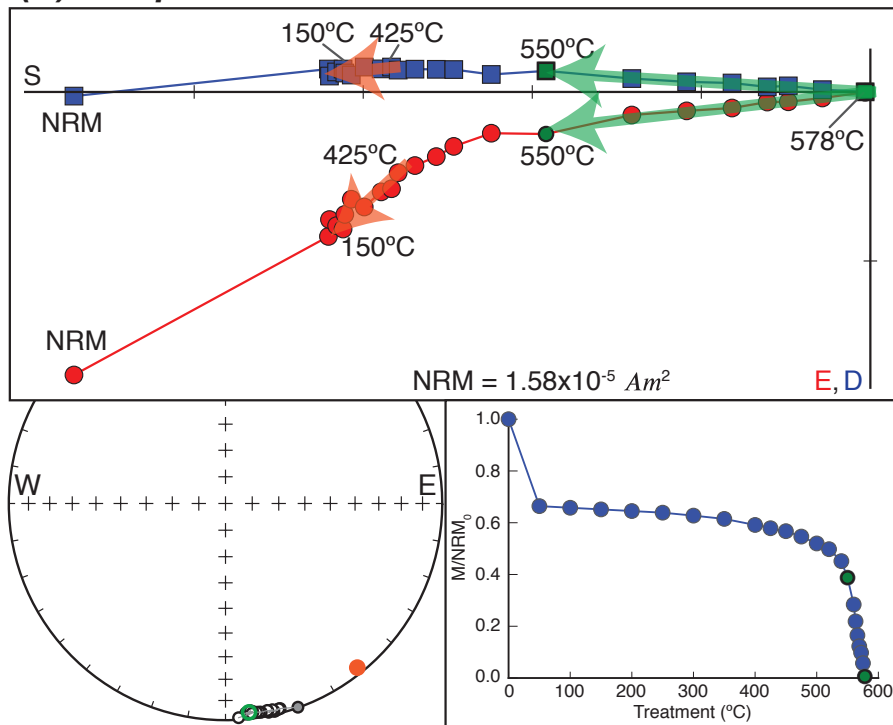 150ºC 425ºC
550ºC
S
NRM
578ºC
425ºC
550ºC
150ºC
NRM
NRM = 1.58x10-5 Am2
E, D
W
E
1.0
0.8
0.6
0.4
0.2
0.0
M/NRM0
0 100 200 300 400 500 600
Treatment (ºC)